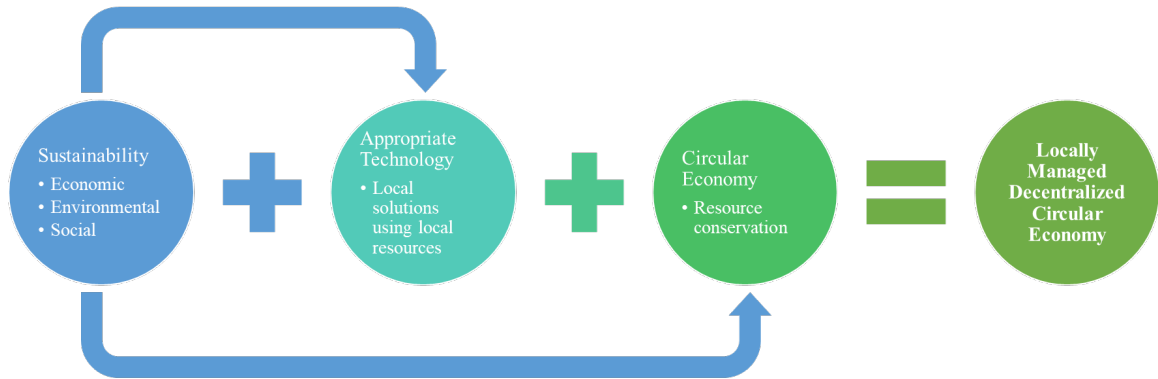 Sustainability
• Economic
• Environmental
• Social
Appropriate
Technology
• Local
solutions
using local
resources
Circular
Economy
• Resource
conservation
Locally
Managed
Decentralized
Circular
Economy